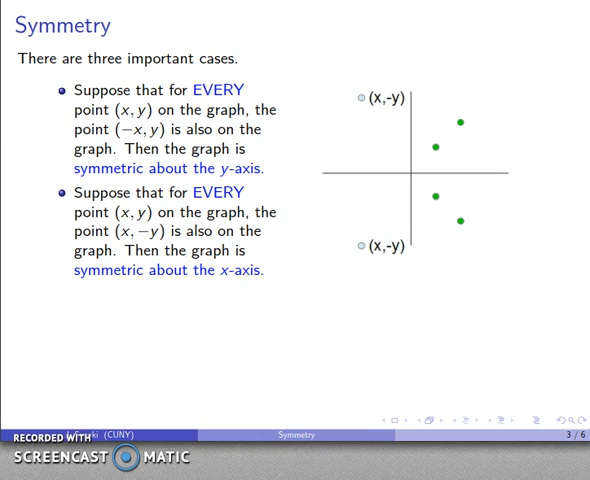 Symmetry
There are three important cases.
Suppose that for EVERY
point (x, y) on the graph, the
point (−x, y) is also on the
graph. Then the graph is
symmetric about the y-axis.
Suppose that for EVERY
point (x, y) on the graph, the
point (x, −y) is also on the
graph. Then the graph is
symmetric about the x-axis.
(x,-y)
(x,-y)
(CUNY)
Symmetry
3 / 6
RECORDED WITH
SCREENCAST MATIC